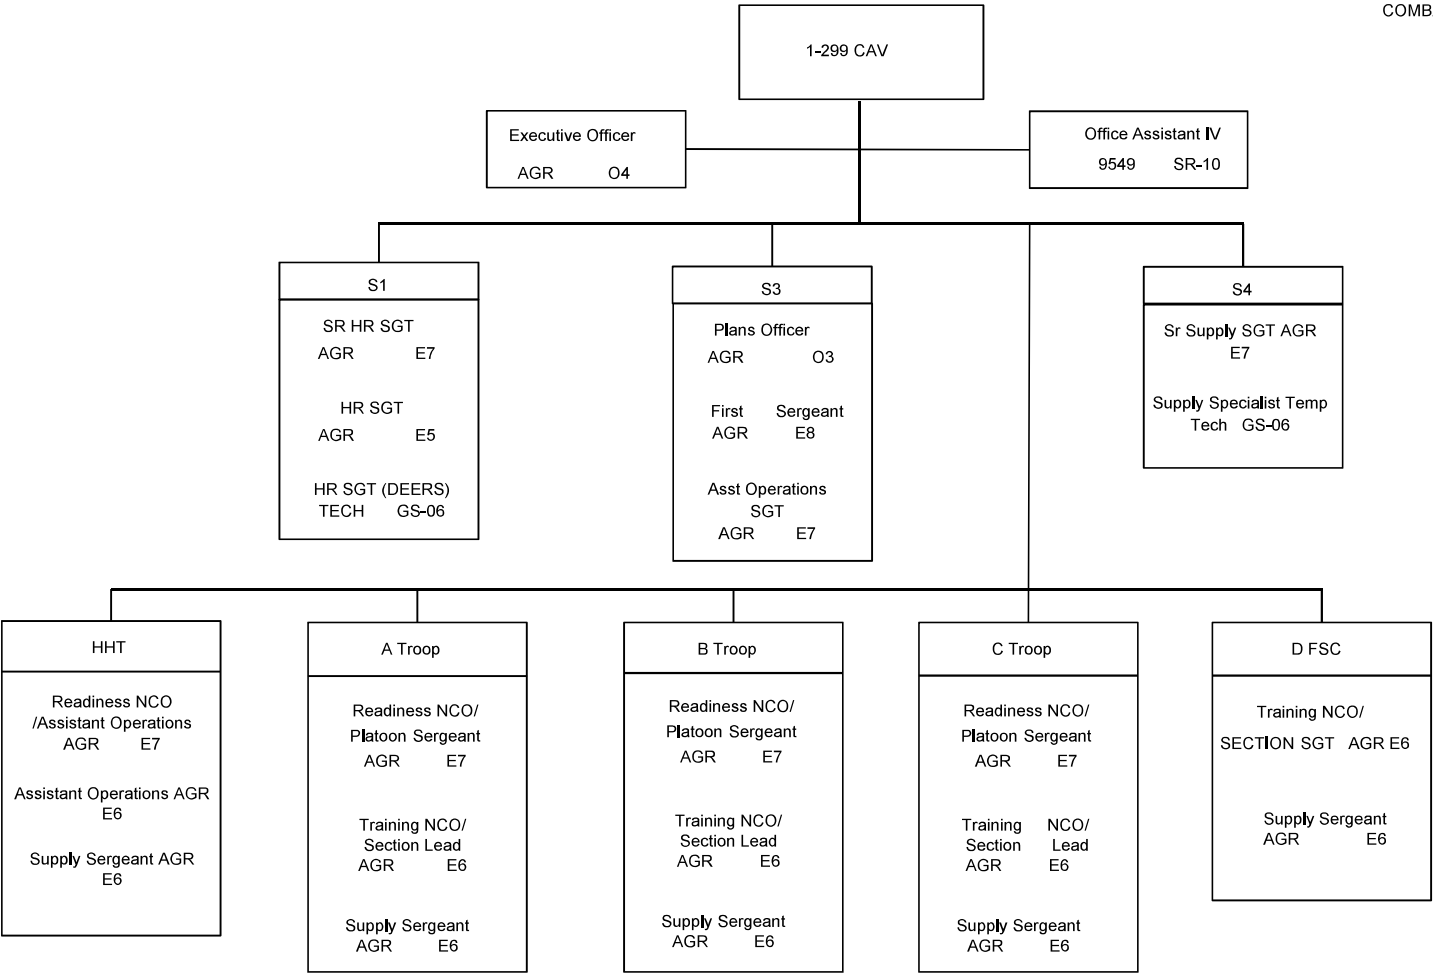 COMB
1-299 CAV
Executive Officer
AGR O4
Office Assistant IV
9549 SR-10
S1
SR HR SGT
AGR E7
HR SGT
AGR E5
HR SGT (DEERS)
TECH GS-06
S3
Plans Officer
AGR O3
First Sergeant
AGR E8
Asst Operations
SGT
AGR E7
S4
Sr Supply SGT AGR
E7
Supply Specialist Temp
Tech GS-06
HHT
Readiness NCO
/Assistant Operations
AGR E7
Assistant Operations AGR
E6
Supply Sergeant AGR
E6
A Troop
Readiness NCO/
Platoon Sergeant
AGR E7
Training NCO/
Section Lead
AGR E6
Supply Sergeant
AGR E6
B Troop
Readiness NCO/
Platoon Sergeant
AGR E7
Training NCO/
Section Lead
AGR E6
Supply Sergeant
AGR E6
C Troop
Readiness NCO/
Platoon Sergeant
AGR E7
Training NCO/
Section Lead
AGR E6
Supply Sergeant
AGR E6
D FSC
Training NCO/
SECTION SGT AGR E6
Supply Sergeant
AGR E6